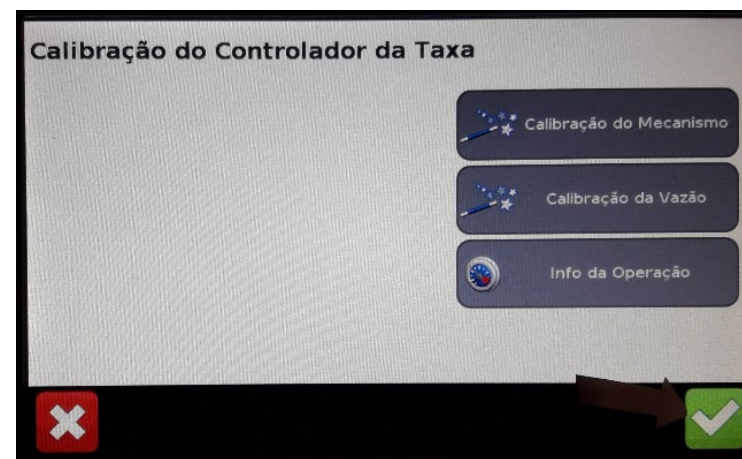 Calibração do Controlador da Taxa
Calibração do Mecanismo
Calibração da Vazão
Info da Operação